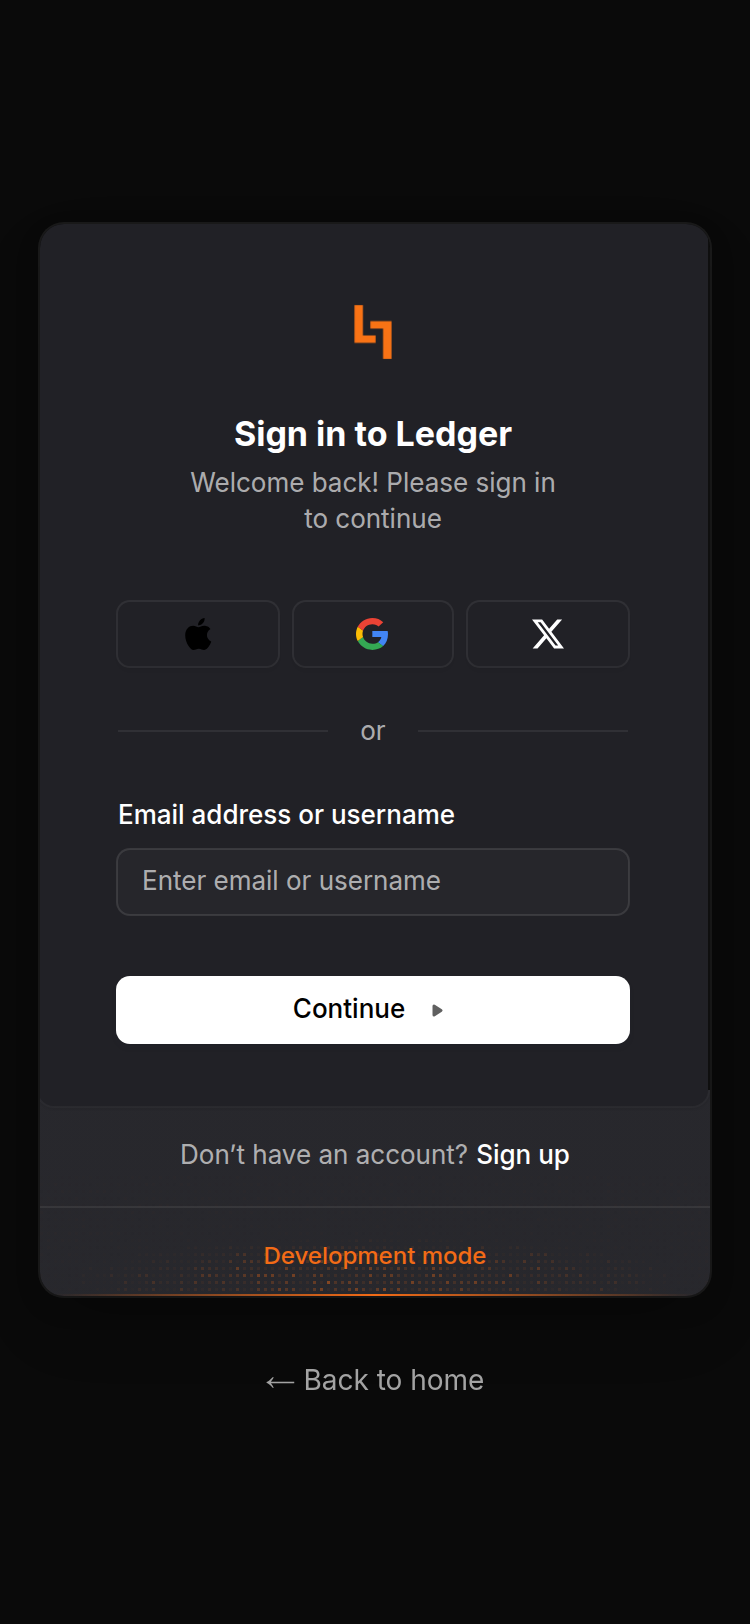 Sign in to Ledger
Welcome back! Please sign in
to continue
or
Email address or username
Enter email or username
Continue
Don’t have an account? Sign up
Development mode
← Back to home